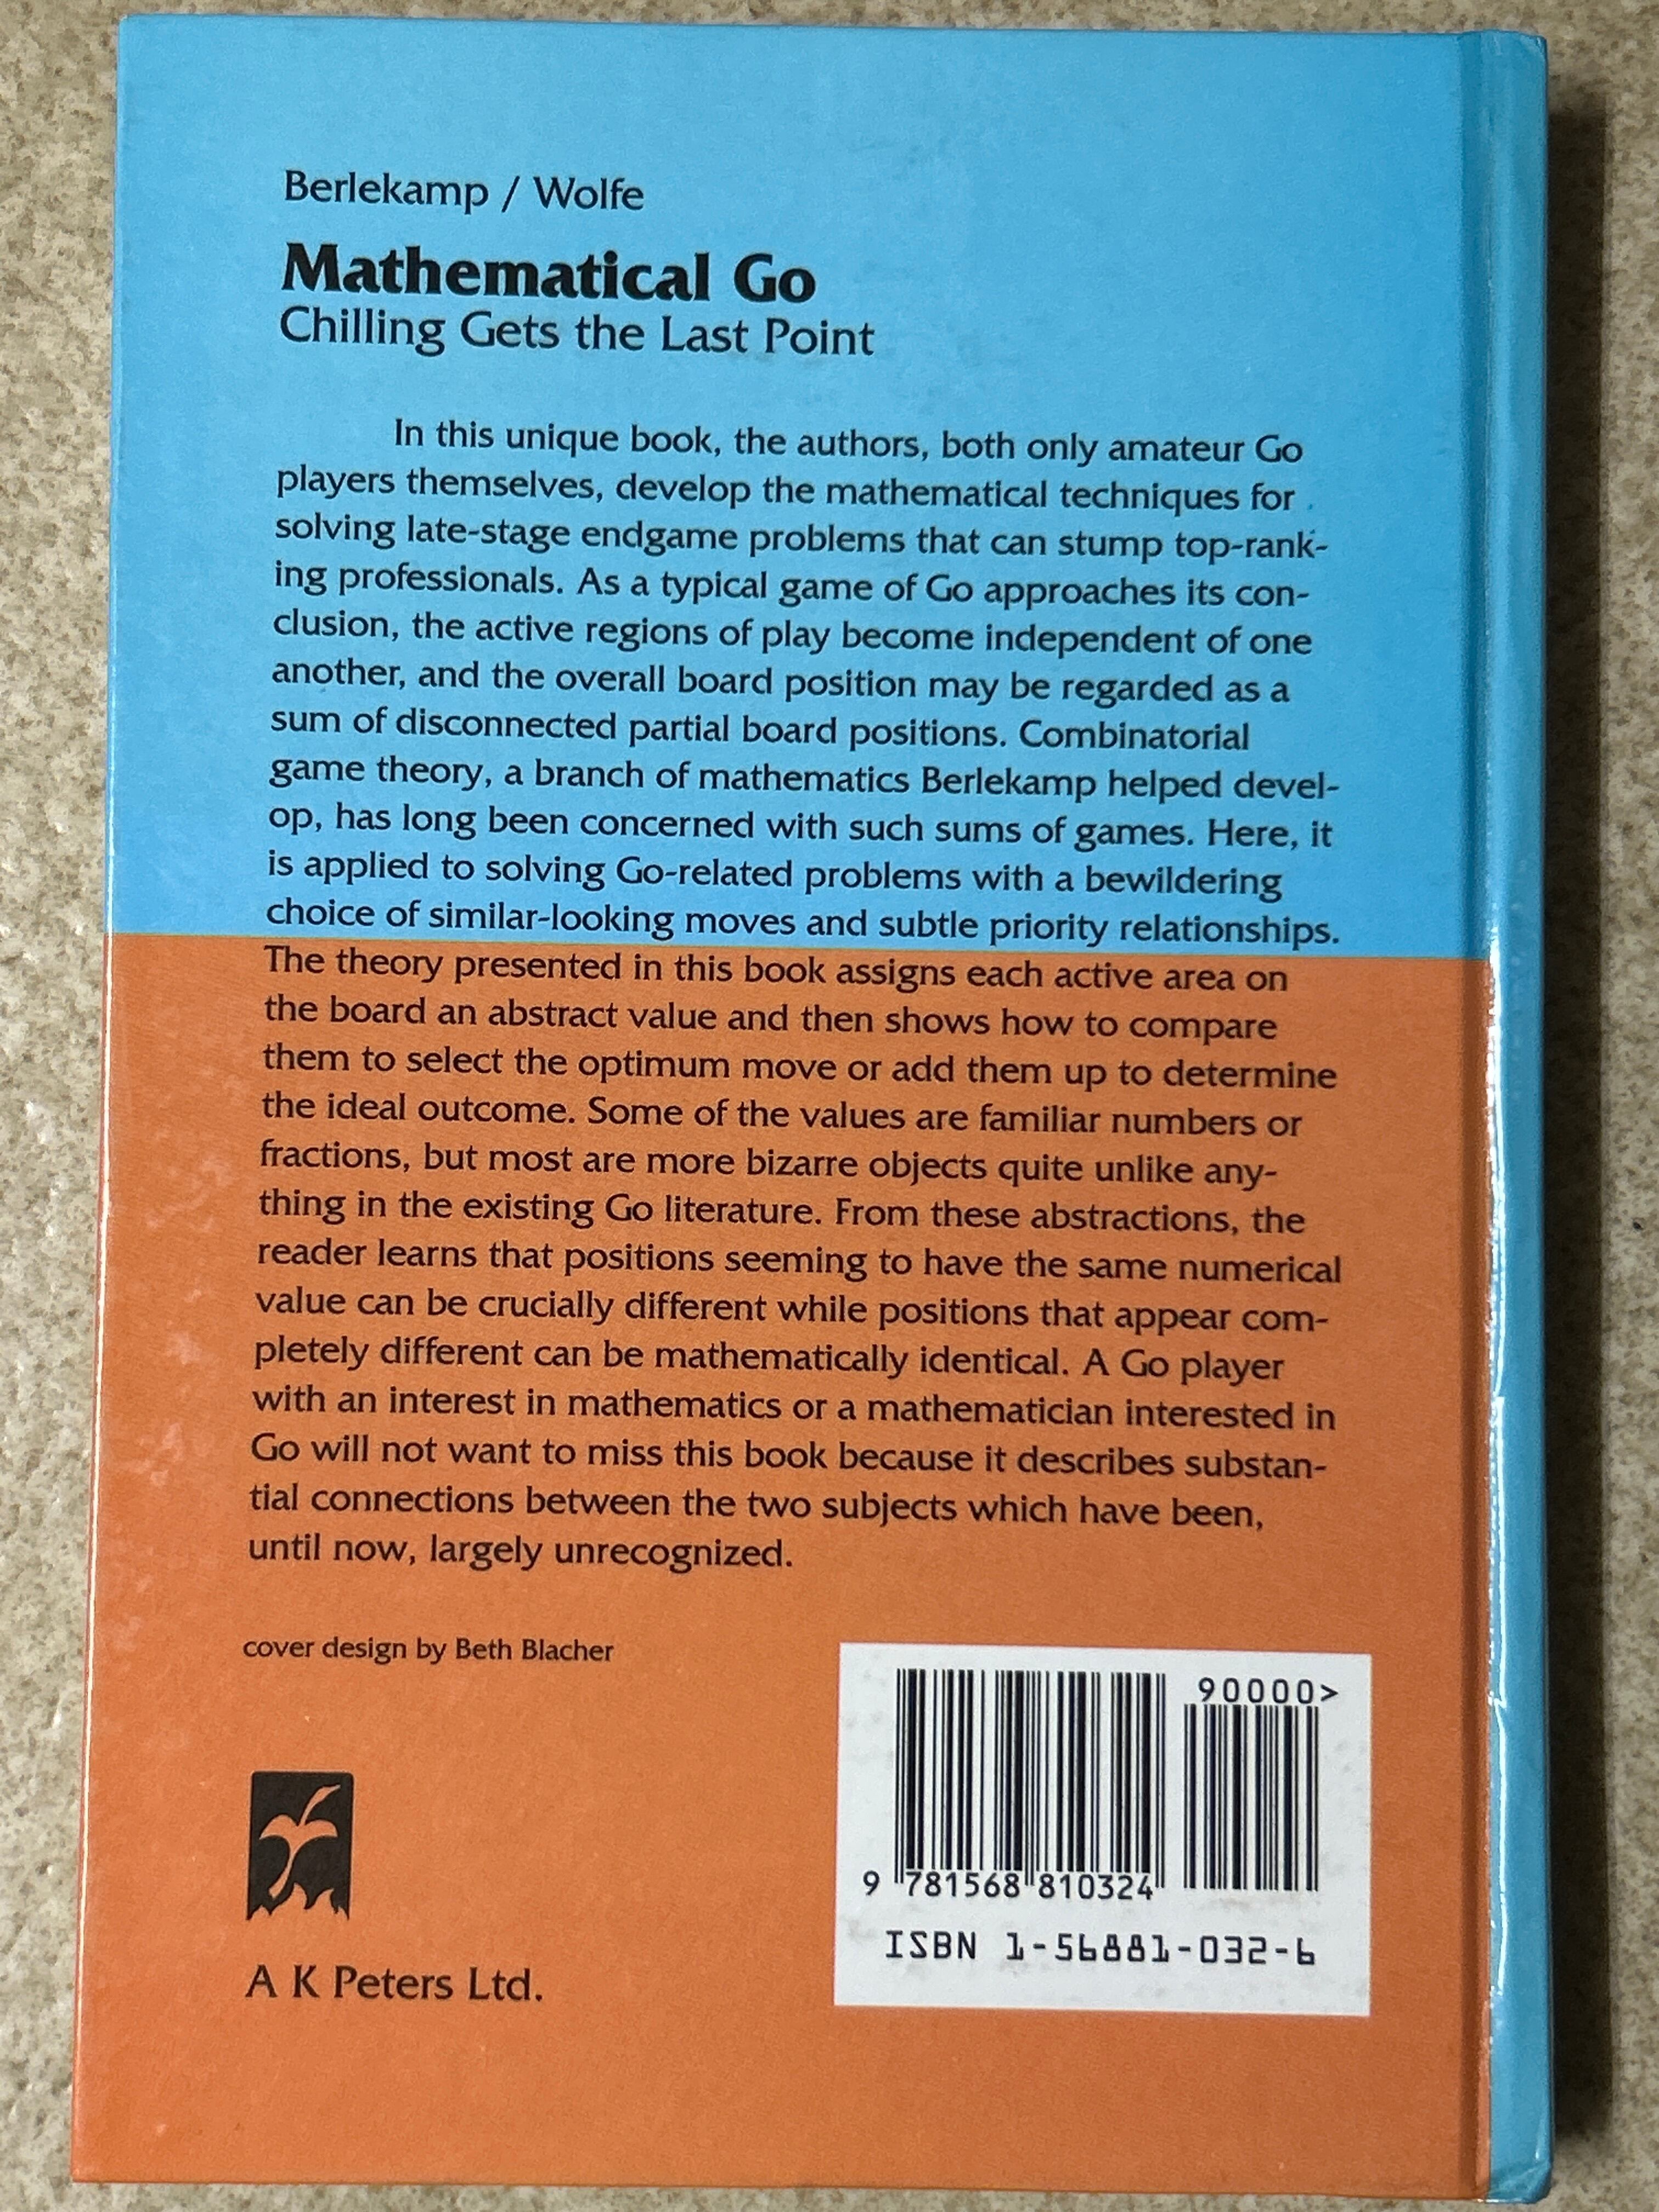 Berlekamp / Wolfe
Mathematical Go
Chilling Gets the Last Point
In this unique book, the authors, both only amateur Go
players themselves, develop the mathematical techniques for
solving late-stage endgame problems that can stump top-rank-
ing professionals. As a typical game of Go approaches its con-
clusion, the active regions of play become independent of one
another, and the overall board position may be regarded as a
sum of disconnected partial board positions. Combinatorial
game theory, a branch of mathematics Berlekamp helped devel-
op, has long been concerned with such sums of games. Here, it
is applied to solving Go-related problems with a bewildering
choice of similar-looking moves and subtle priority relationships.
The theory presented in this book assigns each active area on
the board an abstract value and then shows how to compare
them to select the optimum move or add them up to determine
the ideal outcome. Some of the values are familiar numbers or
fractions, but most are more bizarre objects quite unlike any-
thing in the existing Go literature. From these abstractions, the
reader learns that positions seeming to have the same numerical
value can be crucially different while positions that appear com-
pletely different can be mathematically identical. A Go player
with an interest in mathematics or a mathematician interested in
Go will not want to miss this book because it describes substan-
tial connections between the two subjects which have been,
until now, largely unrecognized.
cover design by Beth Blacher
90000>
9 781568 810324
ISBN 1-56881-032-6
A K Peters Ltd.